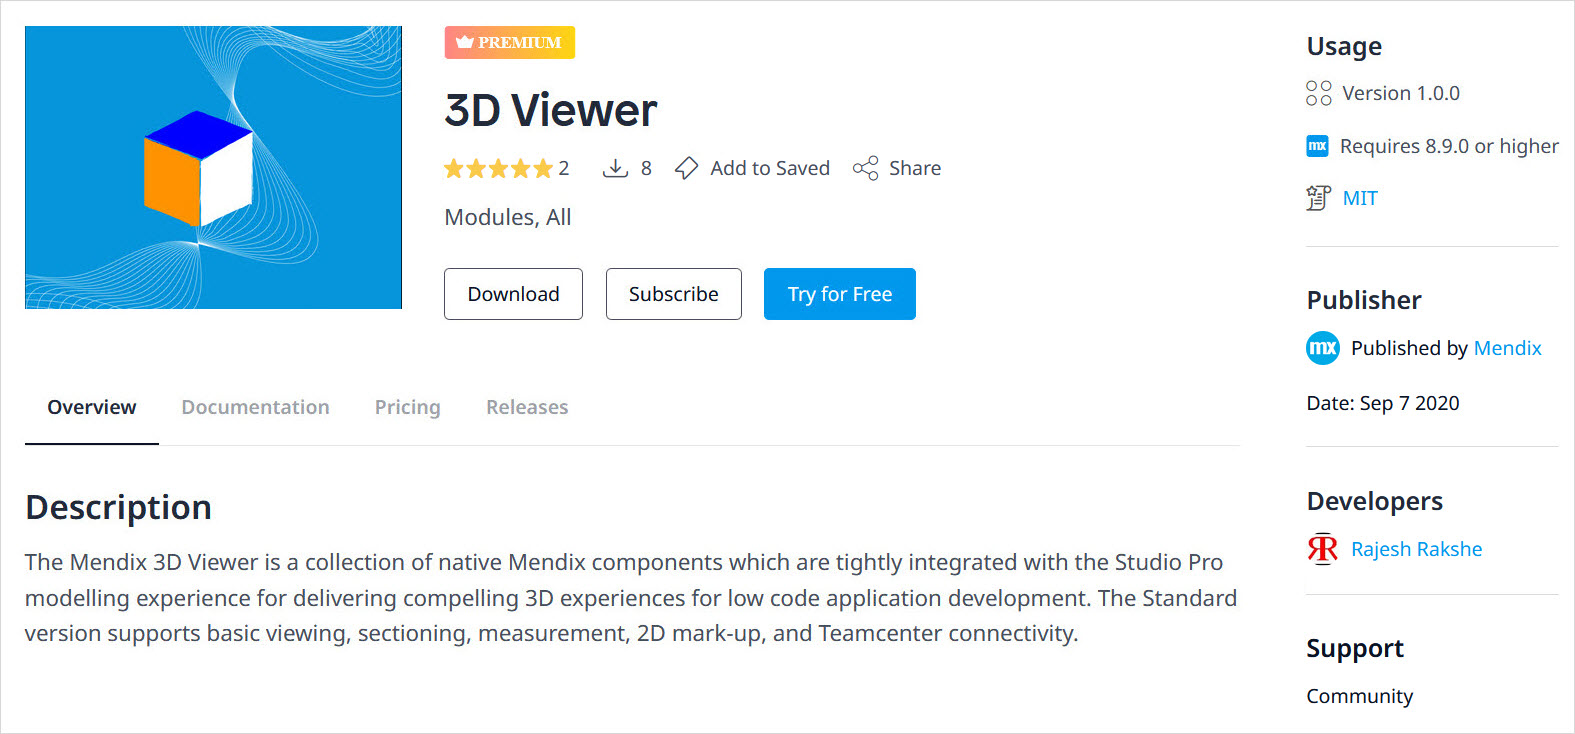 PREMIUM
3D Viewer
2 8 Add to Saved Share
Modules, All
Download Subscribe Try for Free
Overview Documentation Pricing Releases
Description
The Mendix 3D Viewer is a collection of native Mendix components which are tightly integrated with the Studio Pro
modelling experience for delivering compelling 3D experiences for low code application development. The Standard
version supports basic viewing, sectioning, measurement, 2D mark-up, and Teamcenter connectivity.
Usage
Version 1.0.0
mx Requires 8.9.0 or higher
MIT
Publisher
mx Published by Mendix
Date: Sep 7 2020
Developers
RR Rajesh Rakshe
Support
Community